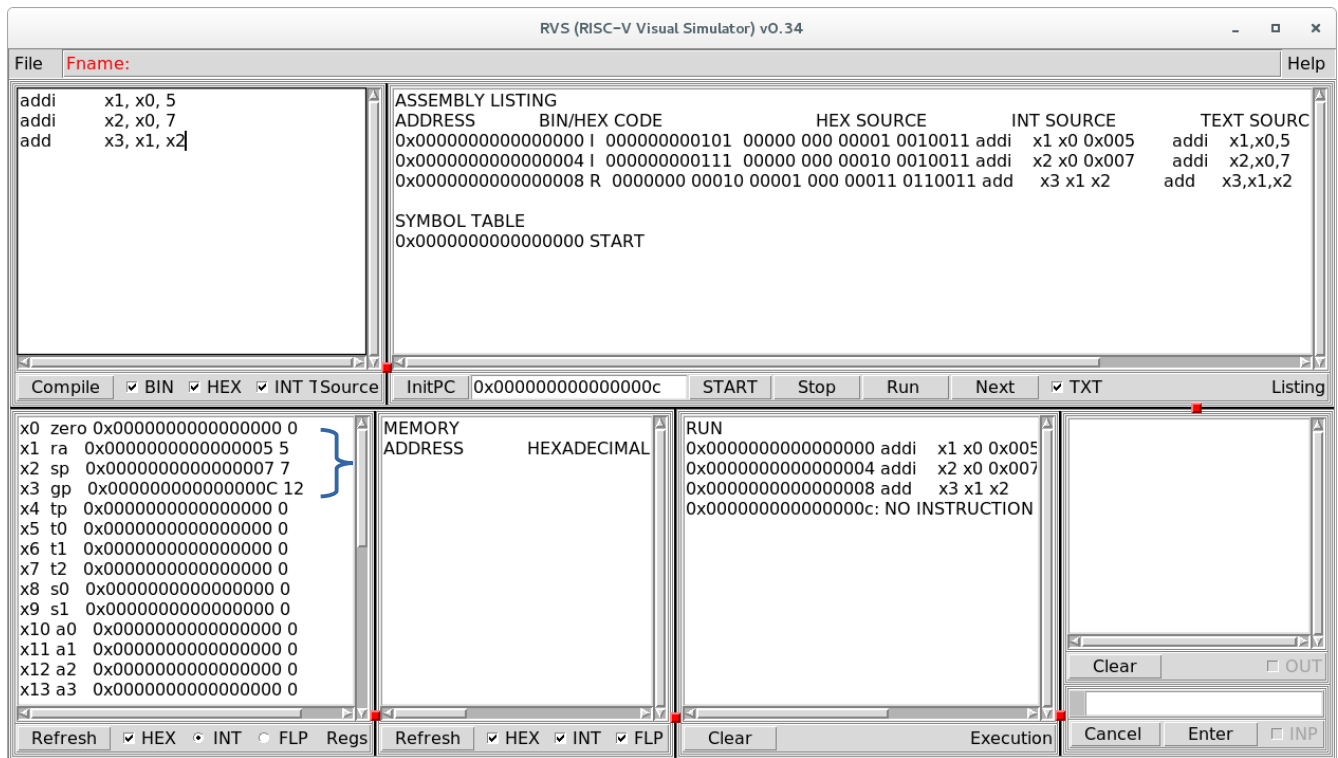 RVS (RISC-V Visual Simulator) v0.34
File Fname: Help
addi x1, x0, 5
addi x2, x0, 7
add x3, x1, x2
ASSEMBLY LISTING
ADDRESS BIN/HEX CODE HEX SOURCE INT SOURCE TEXT SOURC
0x0000000000000000 I 000000000101 00000 000 00001 0010011 addi x1 x0 0x005 addi x1,x0,5
0x0000000000000004 I 000000000111 00000 000 00010 0010011 addi x2 x0 0x007 addi x2,x0,7
0x0000000000000008 R 0000000 00010 00001 000 00011 0110011 add x3 x1 x2 add x3,x1,x2
SYMBOL TABLE
0x0000000000000000 START
Compile BIN HEX INT TSource
InitPC 0x000000000000000c START Stop Run Next TXT Listing
x0 zero 0x0000000000000000 0
x1 ra 0x0000000000000005 5
x2 sp 0x0000000000000007 7
x3 gp 0x000000000000000C 12
x4 tp 0x0000000000000000 0
x5 t0 0x0000000000000000 0
x6 t1 0x0000000000000000 0
x7 t2 0x0000000000000000 0
x8 s0 0x0000000000000000 0
x9 s1 0x0000000000000000 0
x10 a0 0x0000000000000000 0
x11 a1 0x0000000000000000 0
x12 a2 0x0000000000000000 0
x13 a3 0x0000000000000000 0
Refresh HEX INT FLP Regs
MEMORY
ADDRESS HEXADECIMAL
Refresh HEX INT FLP
RUN
0x0000000000000000 addi x1 x0 0x005
0x0000000000000004 addi x2 x0 0x007
0x0000000000000008 add x3 x1 x2
0x000000000000000c: NO INSTRUCTION
Clear Execution
Clear OUT
Cancel Enter INP